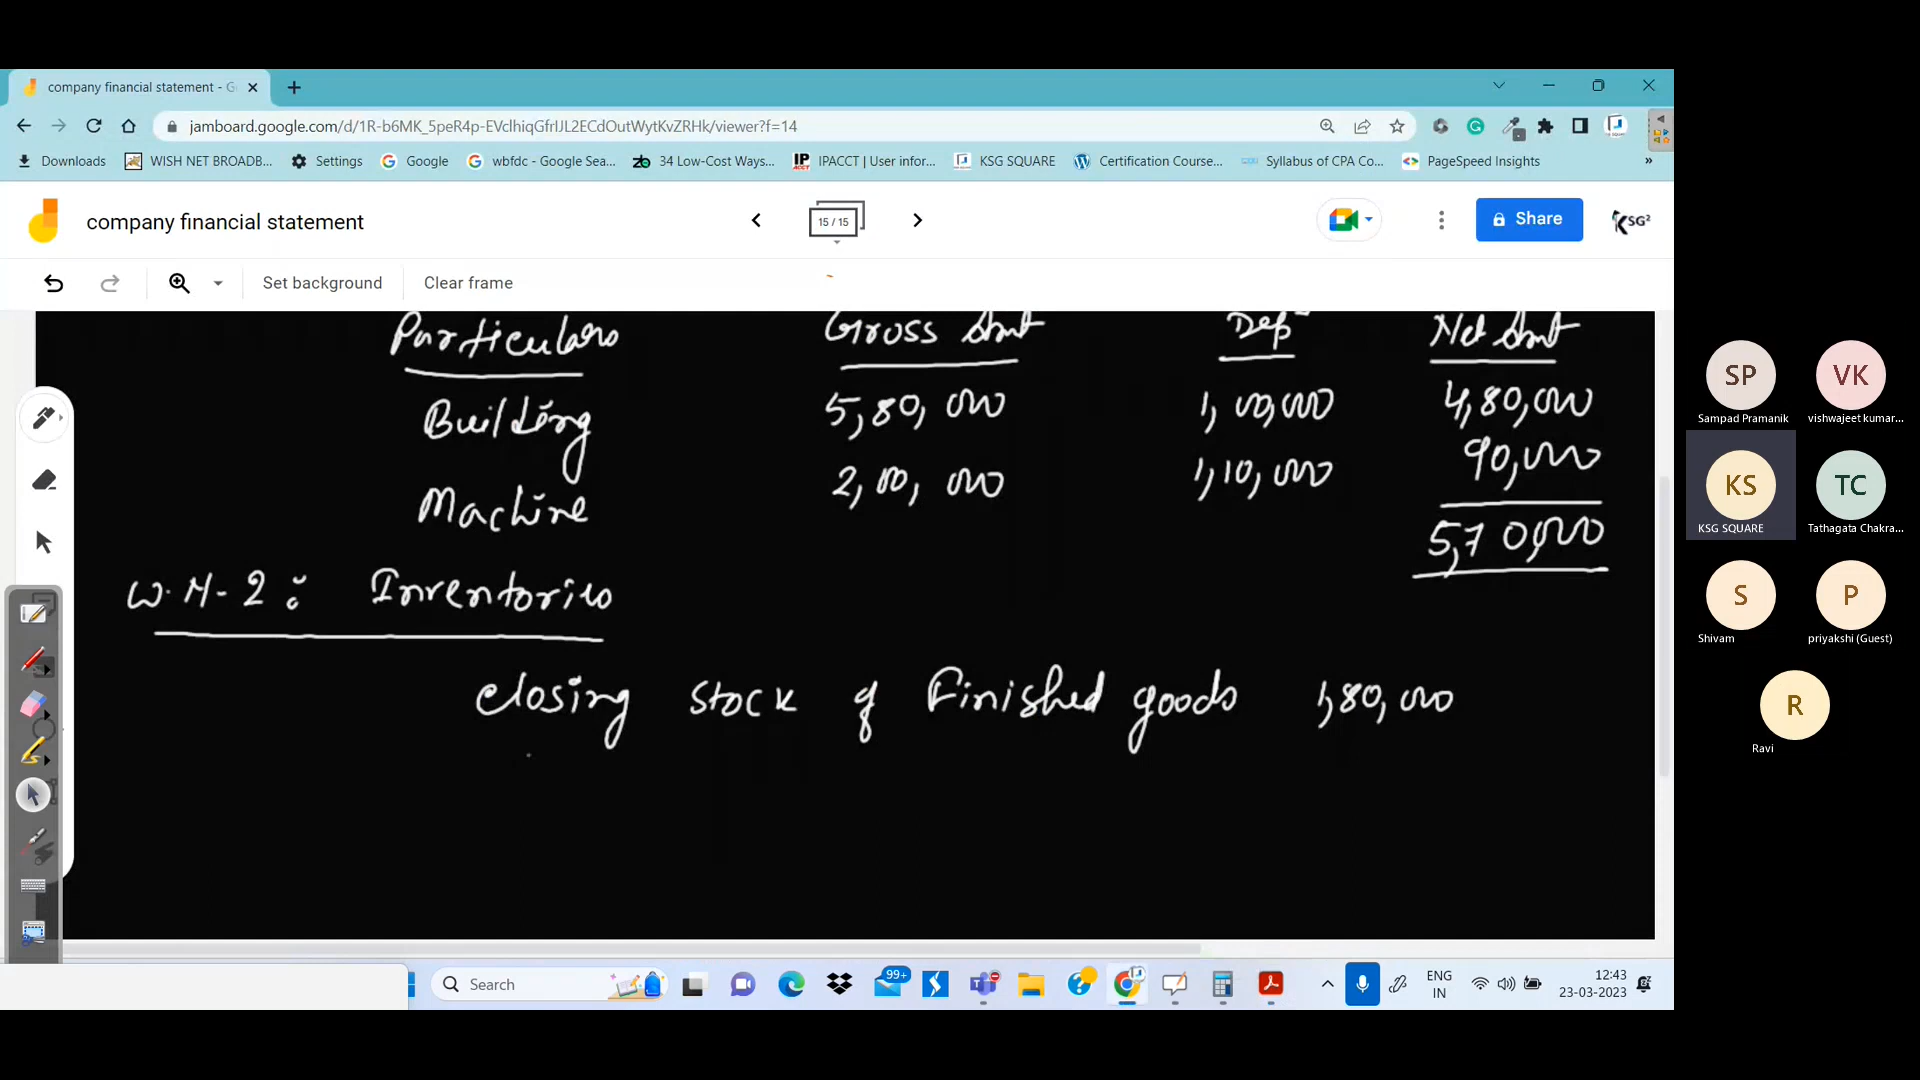 company financial statement - G
jamboard.google.com/d/1R-b6MK_5peR4p-EVclhiqGfrIJL2ECdOutWytKvZRHk/viewer?f=14
Downloads WISH NET BROADB... Settings Google wbfdc - Google Sea... 34 Low-Cost Ways... IPACCT | User infor... KSG SQUARE Certification Course... Syllabus of CPA Co... PageSpeed Insights »
company financial statement
15 / 15
Share
KSG²
Set background Clear frame
Particulars Gross Amt Depⁿ Net Amt
Building 5,80,000 1,00,000 4,80,000
Machine 2,00,000 1,10,000 90,000
5,70,000
W.N-2: Inventories
Closing stock of Finished goods 1,80,000
SP VK
Sampad Pramanik vishwajeet kumar...
KS TC
KSG SQUARE Tathagata Chakra...
S P
Shivam priyakshi (Guest)
R
Ravi
Search
99+
ENG
IN
12:43
23-03-2023